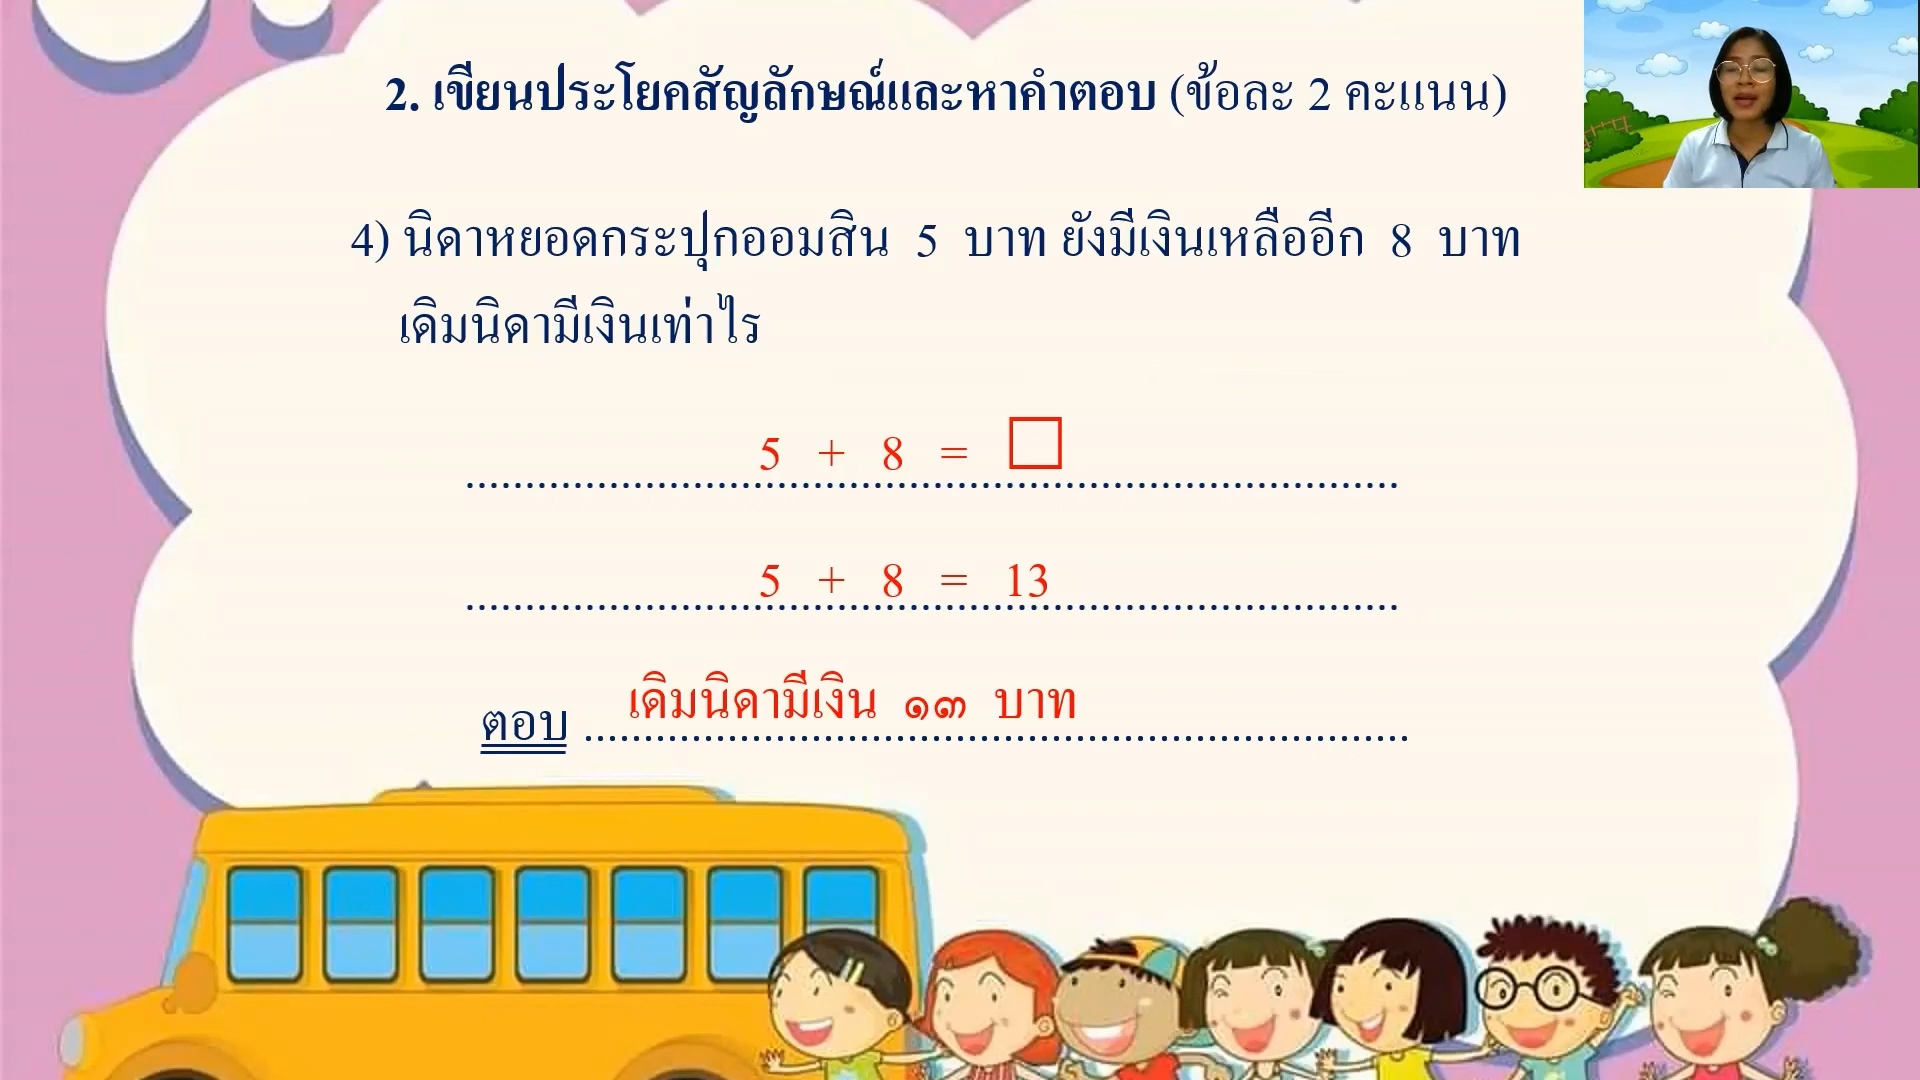 2. เขียนประโยคสัญลักษณ์และหาคำตอบ (ข้อละ 2 คะแนน)
4) นิดาหยอดกระปุกออมสิน 5 บาท ยังมีเงินเหลืออีก 8 บาท
เดิมนิดามีเงินเท่าไร
5 + 8 = □
5 + 8 = 13
ตอบ เดิมนิดามีเงิน ๑๓ บาท